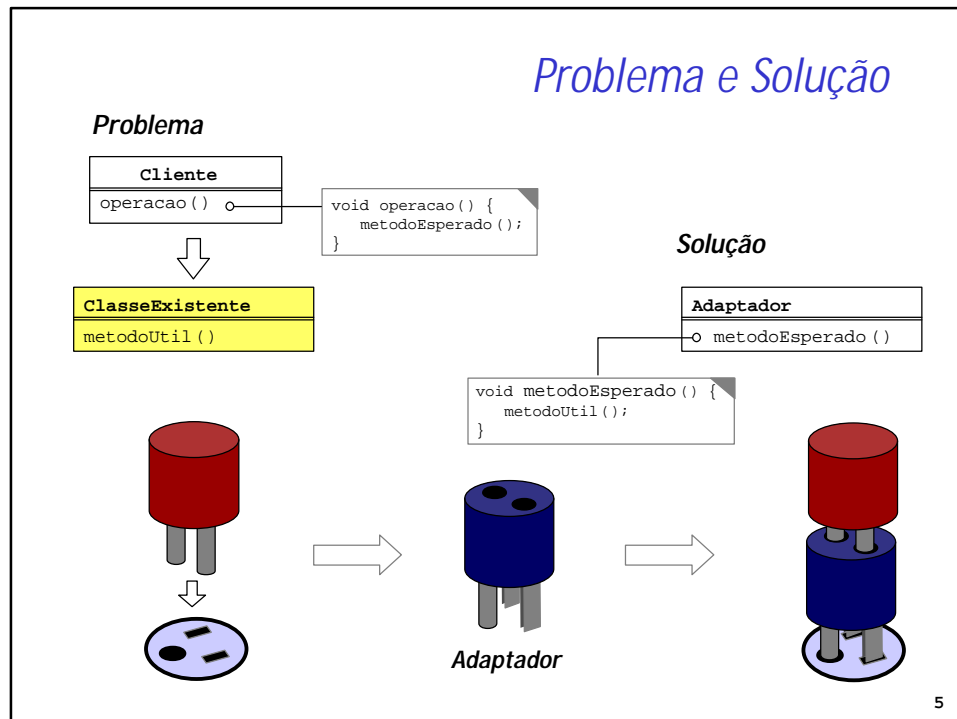 Problema e Solução
Problema
Cliente
operacao()
void operacao() {
metodoEsperado();
}
ClasseExistente
metodoUtil()
Solução
Adaptador
metodoEsperado()
void metodoEsperado() {
metodoUtil();
}
Adaptador
5